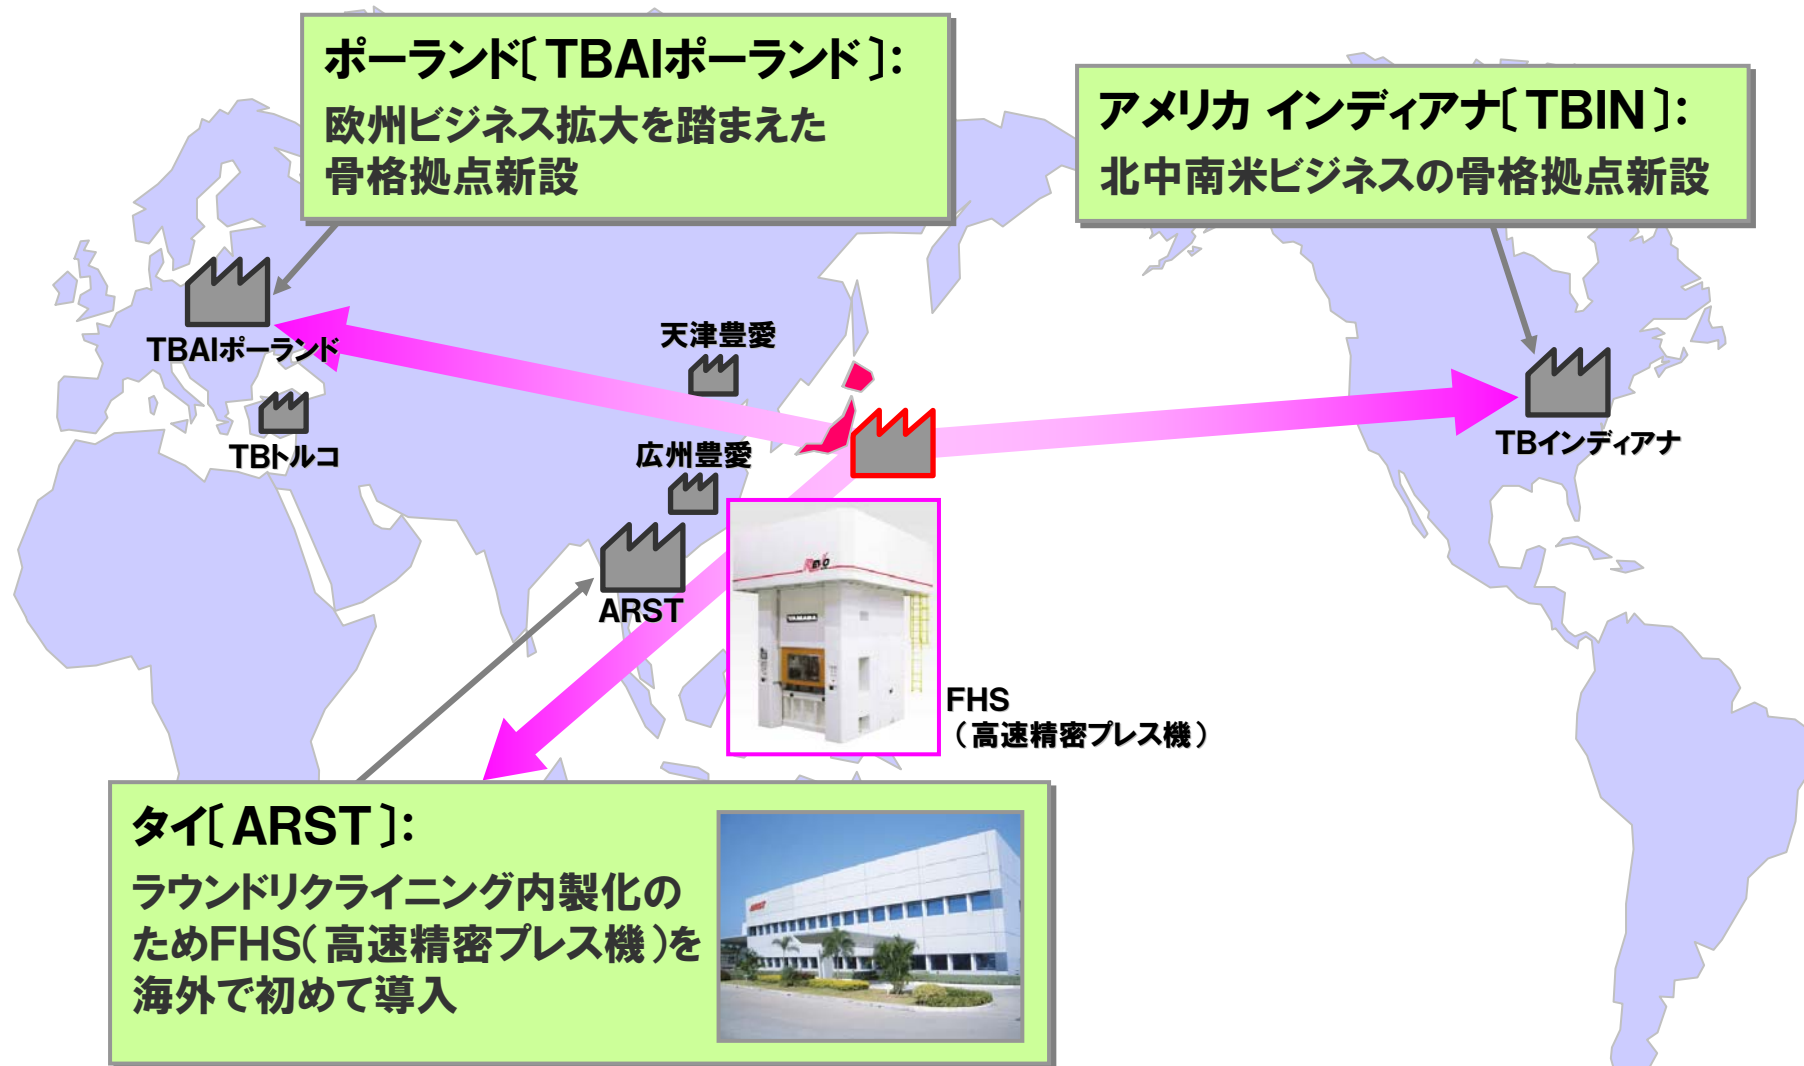 ポーランド〔TBAIポーランド〕:
欧州ビジネス拡大を踏まえた
骨格拠点新設
アメリカ インディアナ〔TBIN〕:
北中南米ビジネスの骨格拠点新設
TBAIポーランド
天津豊愛
TBトルコ
広州豊愛
TBインディアナ
ARST
FHS
（高速精密プレス機）
YAMADA
タイ〔ARST〕:
ラウンドリクライニング内製化の
ためFHS（高速精密プレス機）を
海外で初めて導入
ARST